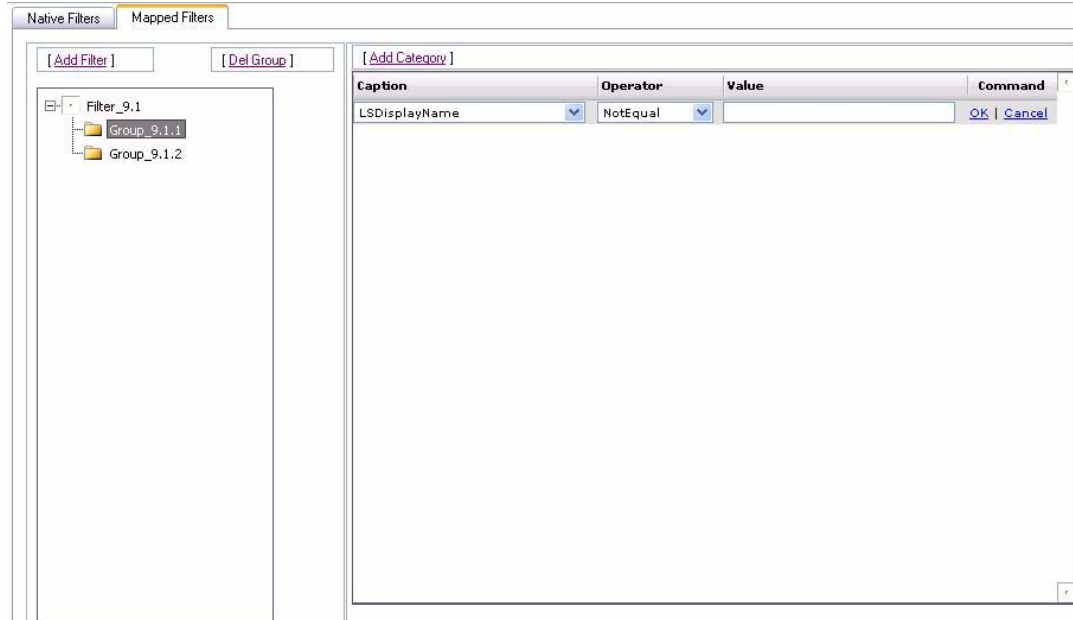 Native Filters Mapped Filters
[ Add Filter ] [ Del Group ] [ Add Category ]
Caption Operator Value Command
Filter_9.1
LSDisplayName NotEqual OK | Cancel
Group_9.1.1
Group_9.1.2